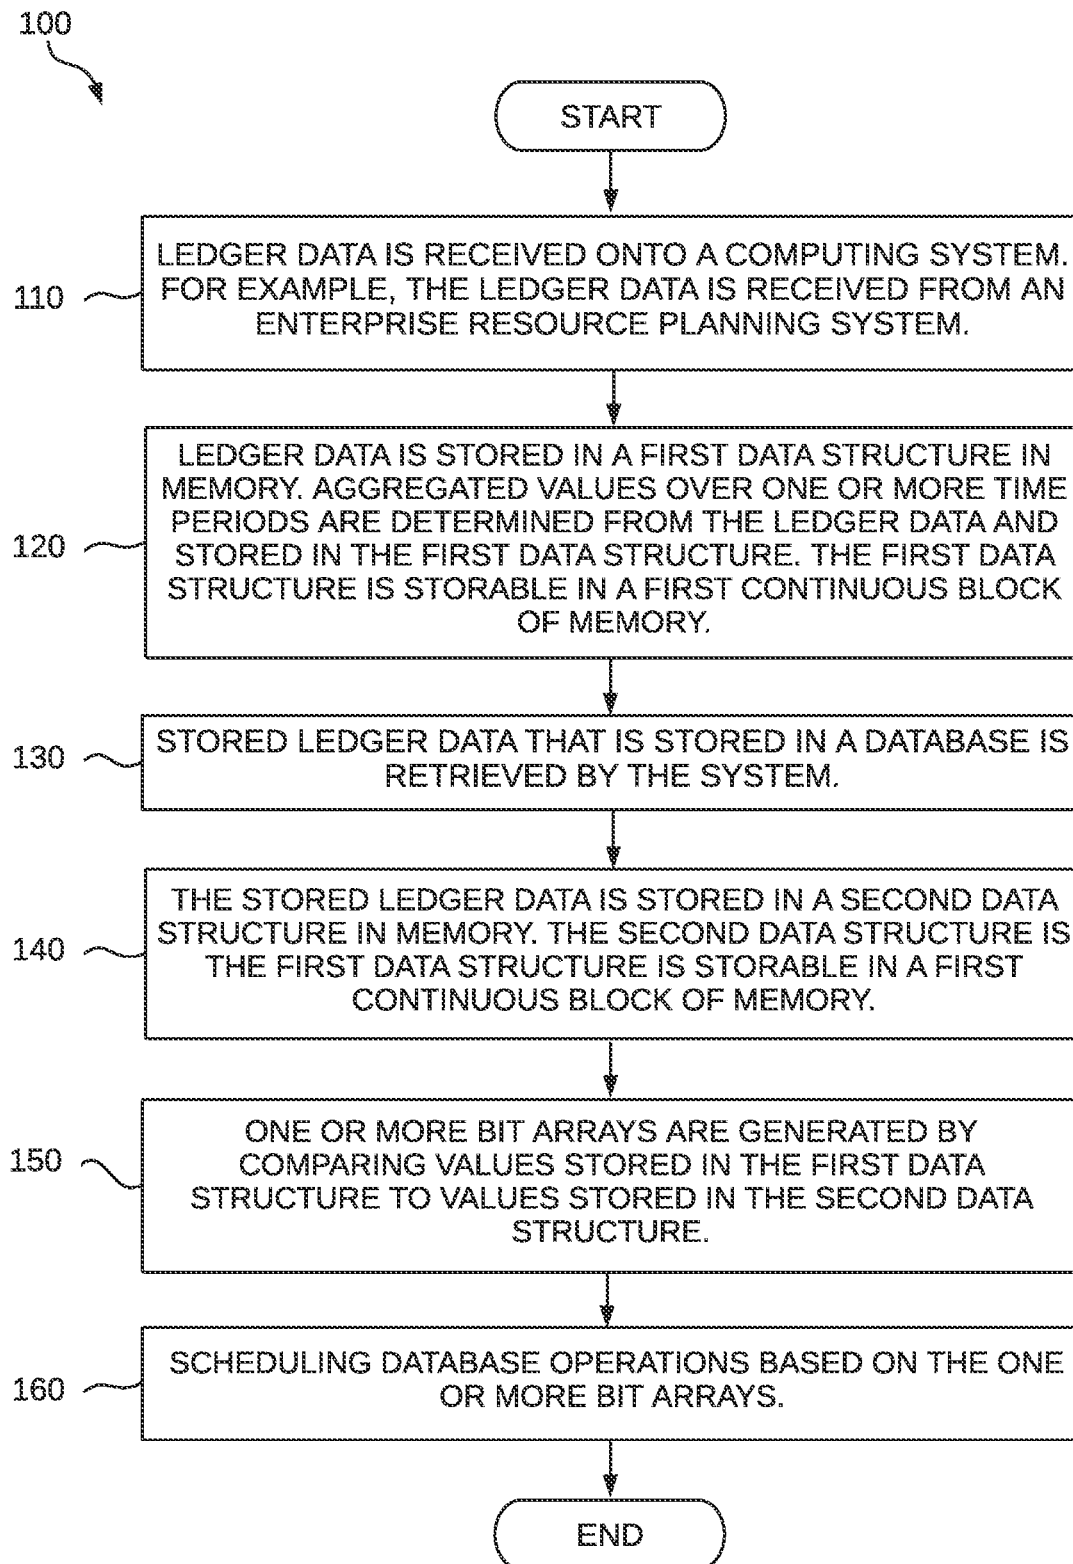 100
START
110
LEDGER DATA IS RECEIVED ONTO A COMPUTING SYSTEM.
FOR EXAMPLE, THE LEDGER DATA IS RECEIVED FROM AN
ENTERPRISE RESOURCE PLANNING SYSTEM.
120
LEDGER DATA IS STORED IN A FIRST DATA STRUCTURE IN
MEMORY. AGGREGATED VALUES OVER ONE OR MORE TIME
PERIODS ARE DETERMINED FROM THE LEDGER DATA AND
STORED IN THE FIRST DATA STRUCTURE. THE FIRST DATA
STRUCTURE IS STORABLE IN A FIRST CONTINUOUS BLOCK
OF MEMORY.
130
STORED LEDGER DATA THAT IS STORED IN A DATABASE IS
RETRIEVED BY THE SYSTEM.
140
THE STORED LEDGER DATA IS STORED IN A SECOND DATA
STRUCTURE IN MEMORY. THE SECOND DATA STRUCTURE IS
THE FIRST DATA STRUCTURE IS STORABLE IN A FIRST
CONTINUOUS BLOCK OF MEMORY.
150
ONE OR MORE BIT ARRAYS ARE GENERATED BY
COMPARING VALUES STORED IN THE FIRST DATA
STRUCTURE TO VALUES STORED IN THE SECOND DATA
STRUCTURE.
160
SCHEDULING DATABASE OPERATIONS BASED ON THE ONE
OR MORE BIT ARRAYS.
END